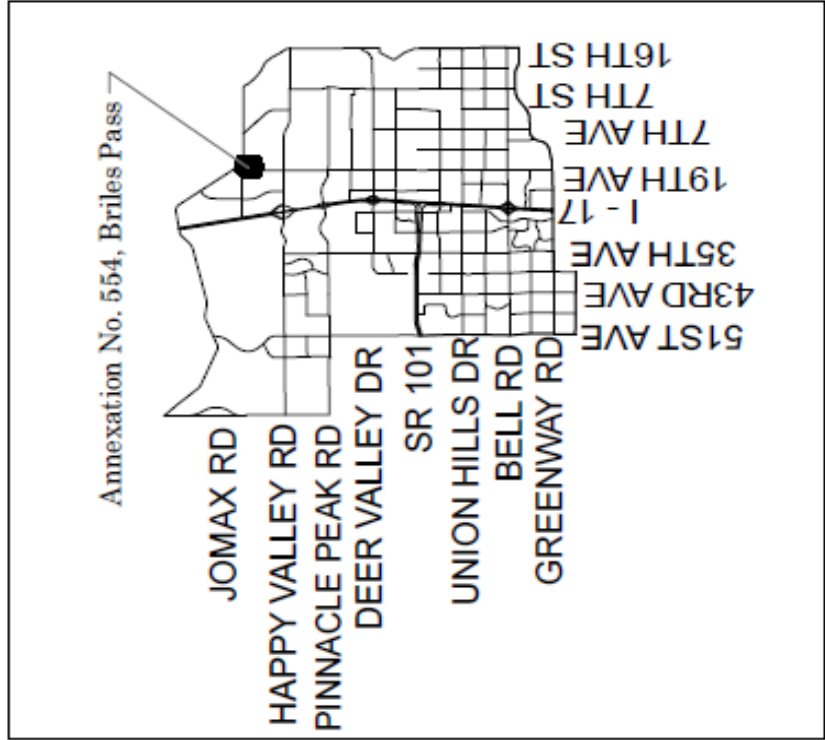 Annexation No. 554, Briles Pass
JOMAX RD
HAPPY VALLEY RD
PINNACLE PEAK RD
DEER VALLEY DR
SR 101
UNION HILLS DR
BELL RD
GREENWAY RD
16TH ST
7TH ST
7TH AVE
19TH AVE
I - 17
35TH AVE
43RD AVE
51ST AVE